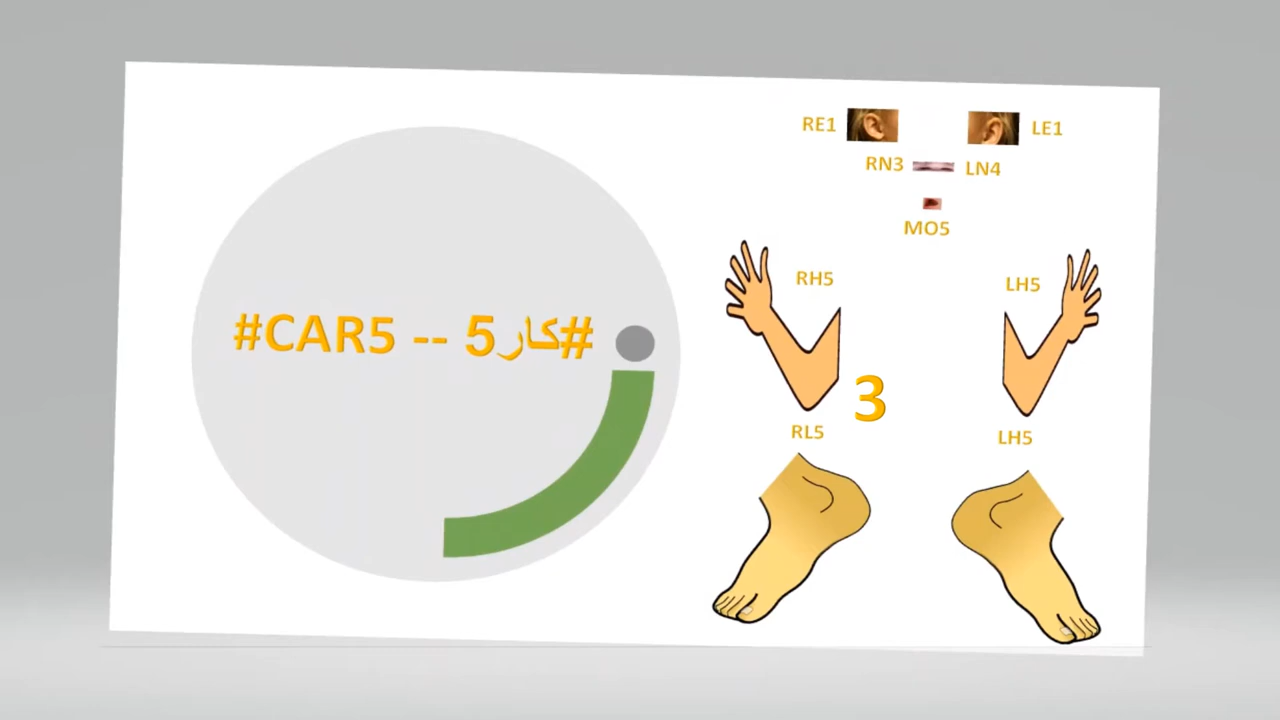 #CAR5 -- 5كار#
RE1
LE1
RN3
LN4
MO5
RH5
LH5
3
RL5
LH5